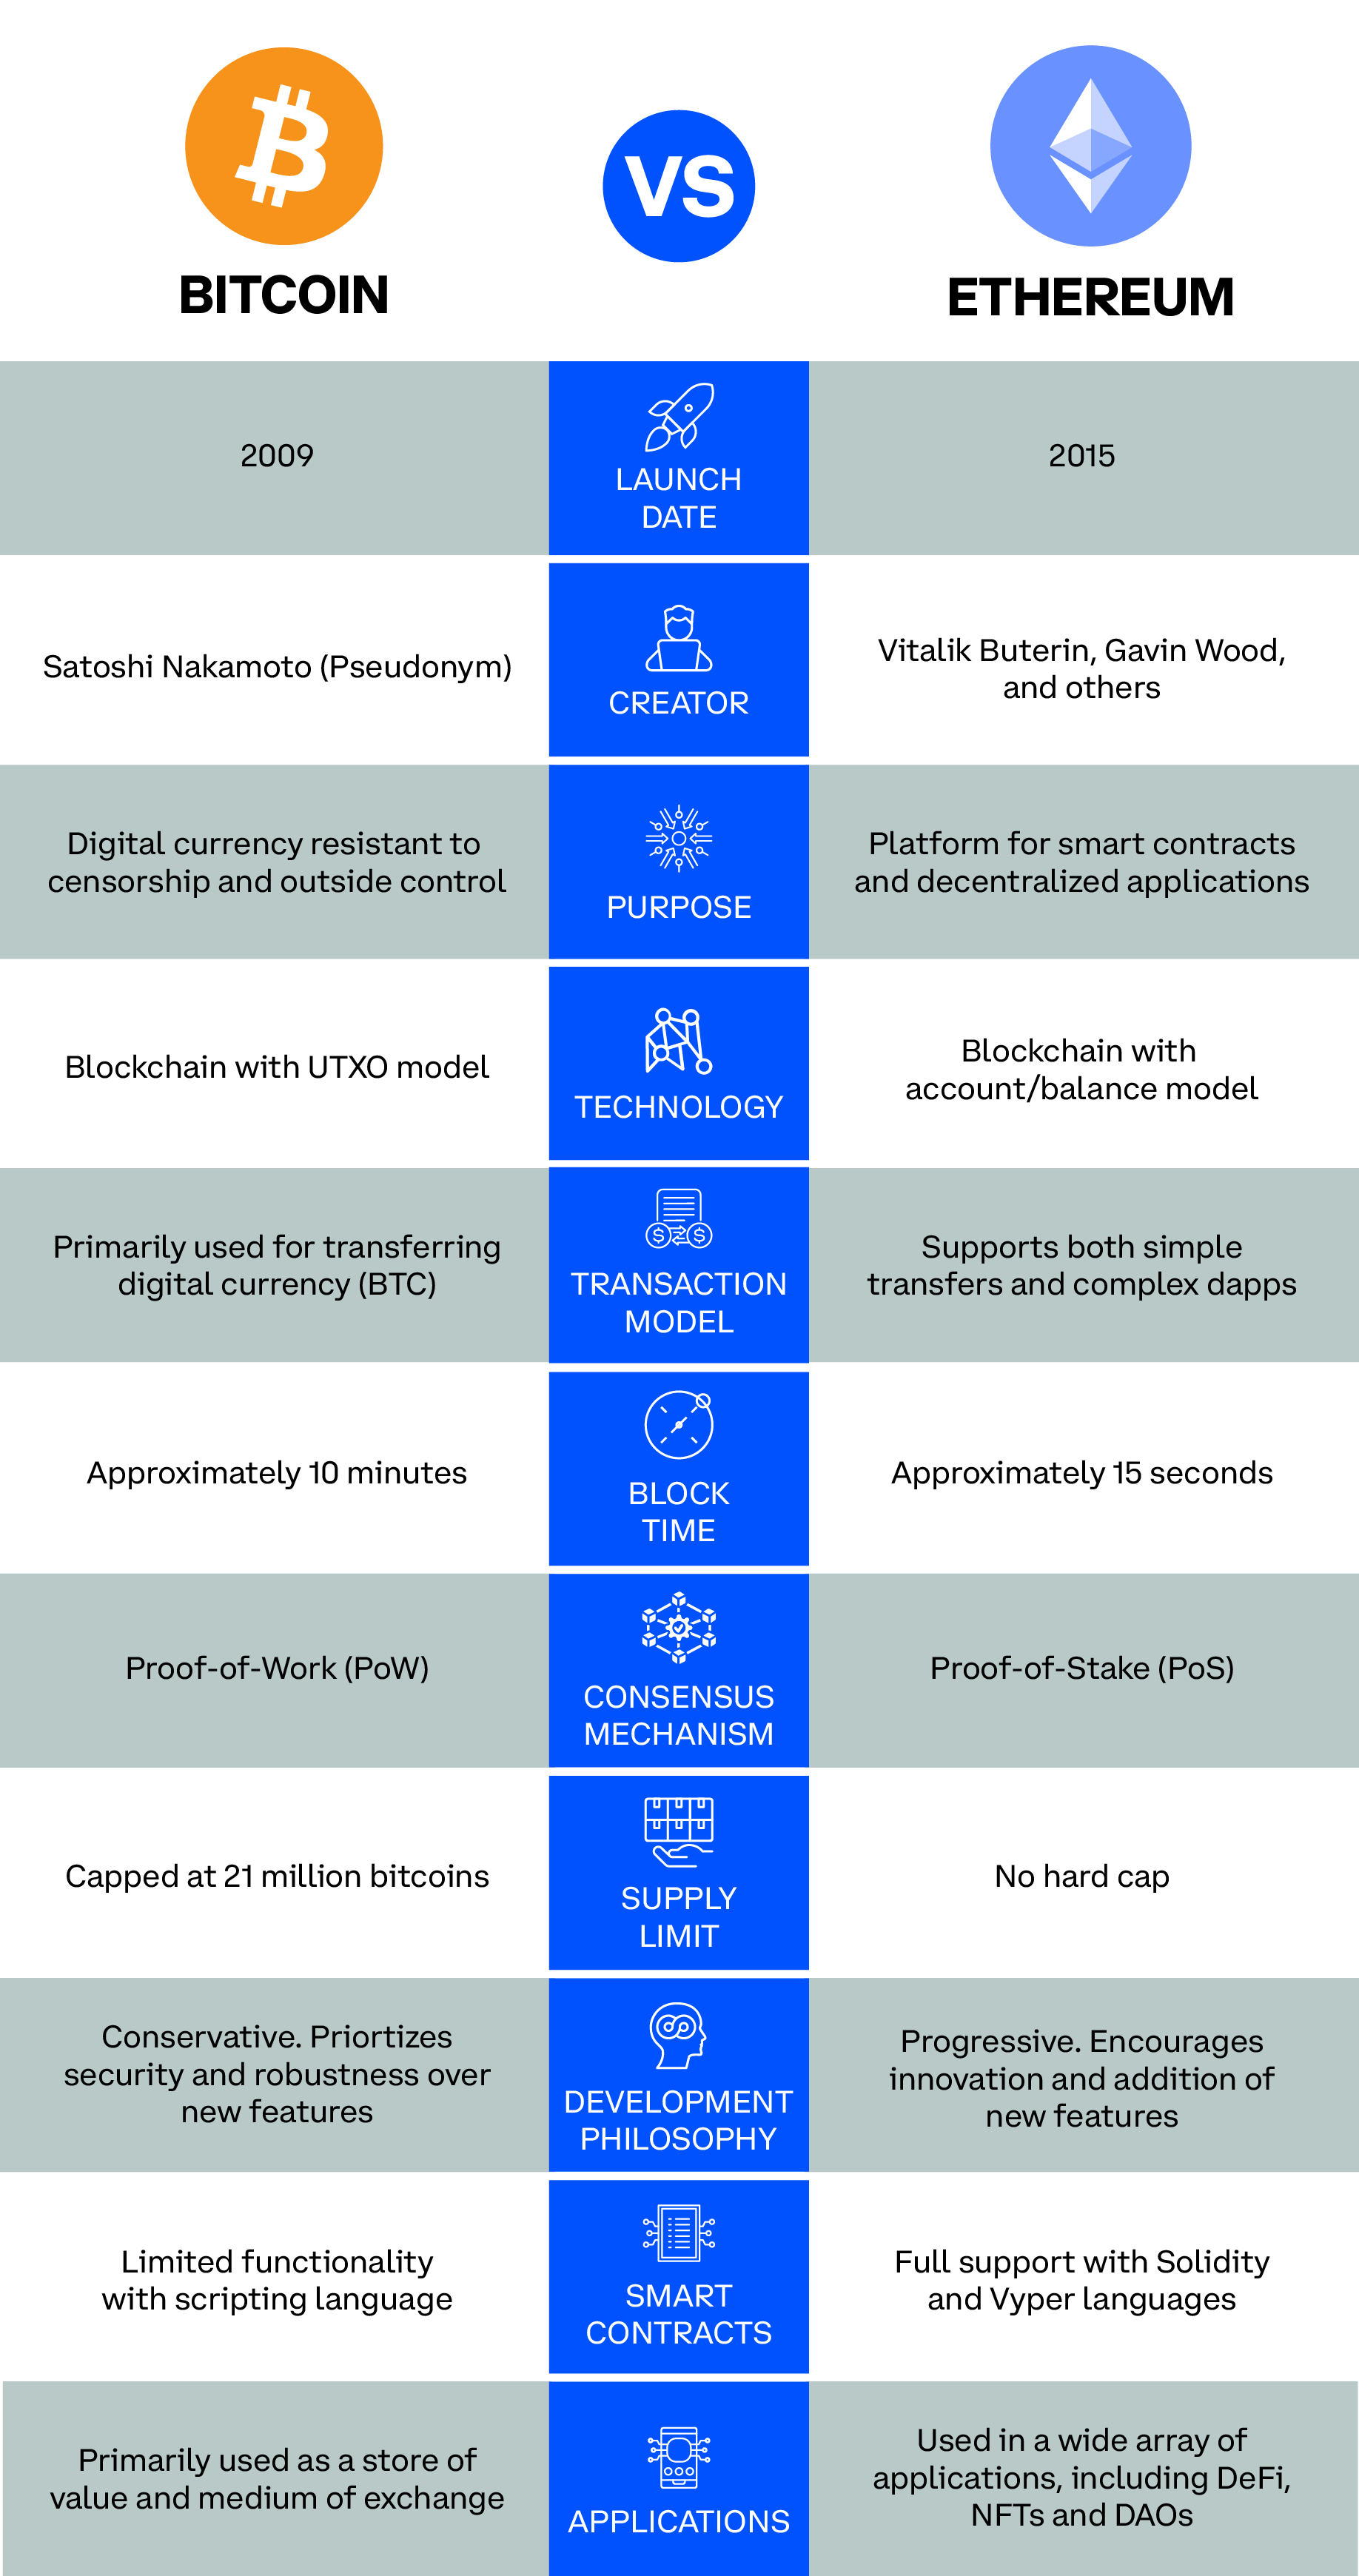 VS
BITCOIN
ETHEREUM
2009
LAUNCH
DATE
2015
Satoshi Nakamoto (Pseudonym)
CREATOR
Vitalik Buterin, Gavin Wood,
and others
Digital currency resistant to
censorship and outside control
PURPOSE
Platform for smart contracts
and decentralized applications
Blockchain with UTXO model
TECHNOLOGY
Blockchain with
account/balance model
Primarily used for transferring
digital currency (BTC)
TRANSACTION
MODEL
Supports both simple
transfers and complex dapps
Approximately 10 minutes
BLOCK
TIME
Approximately 15 seconds
Proof-of-Work (PoW)
CONSENSUS
MECHANISM
Proof-of-Stake (PoS)
Capped at 21 million bitcoins
SUPPLY
LIMIT
No hard cap
Conservative. Priortizes
security and robustness over
new features
DEVELOPMENT
PHILOSOPHY
Progressive. Encourages
innovation and addition of
new features
Limited functionality
with scripting language
SMART
CONTRACTS
Full support with Solidity
and Vyper languages
Primarily used as a store of
value and medium of exchange
APPLICATIONS
Used in a wide array of
applications, including DeFi,
NFTs and DAOs